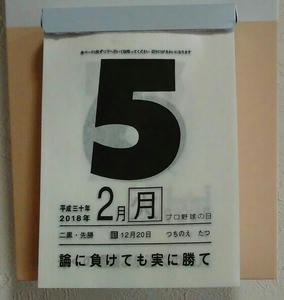 5
平成三十年
2018年
2月 月
プロ野球の日
二黒・先勝 旧12月20日 つちのえ たつ
論に負けても実に勝て